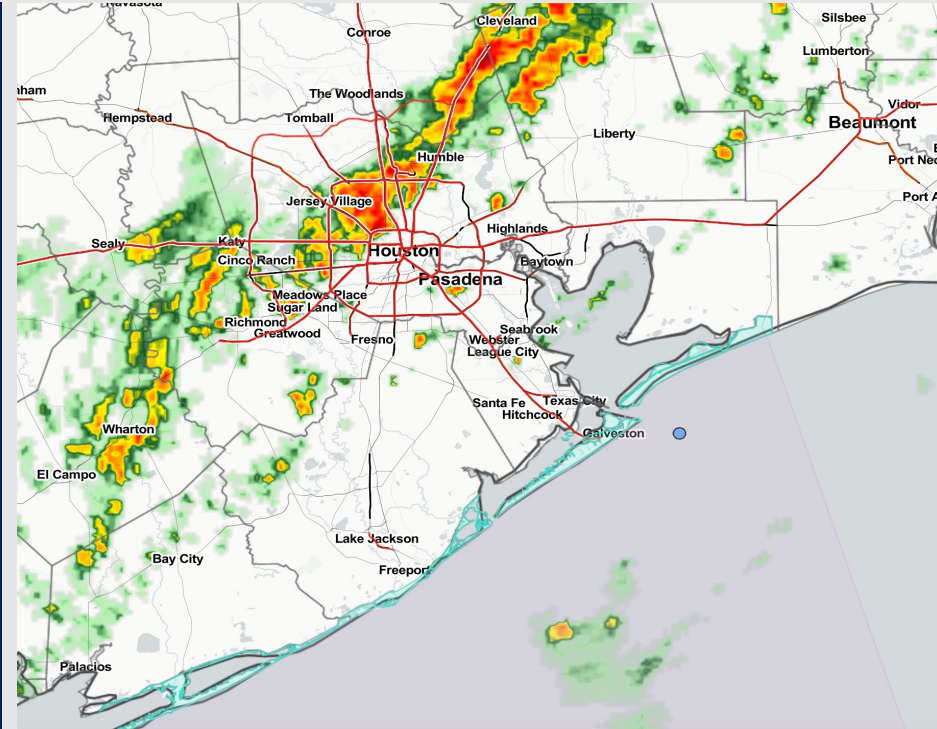 Navasota
Cleveland
Silsbee
Conroe
Lumberton
The Woodlands
Vidor
Hempstead
Tomball
Beaumont
Liberty
Humble
Port Nec
Port A
Jersey Village
Highlands
Sealy
Katy
Houston
Cinco Ranch
Baytown
Pasadena
Meadows Place
Sugar Land
Richmond
Greatwood
Seabrook
Fresno
Webster
League City
Santa Fe
Texas City
Hitchcock
Wharton
Galveston
El Campo
Lake Jackson
Bay City
Freeport
Palacios